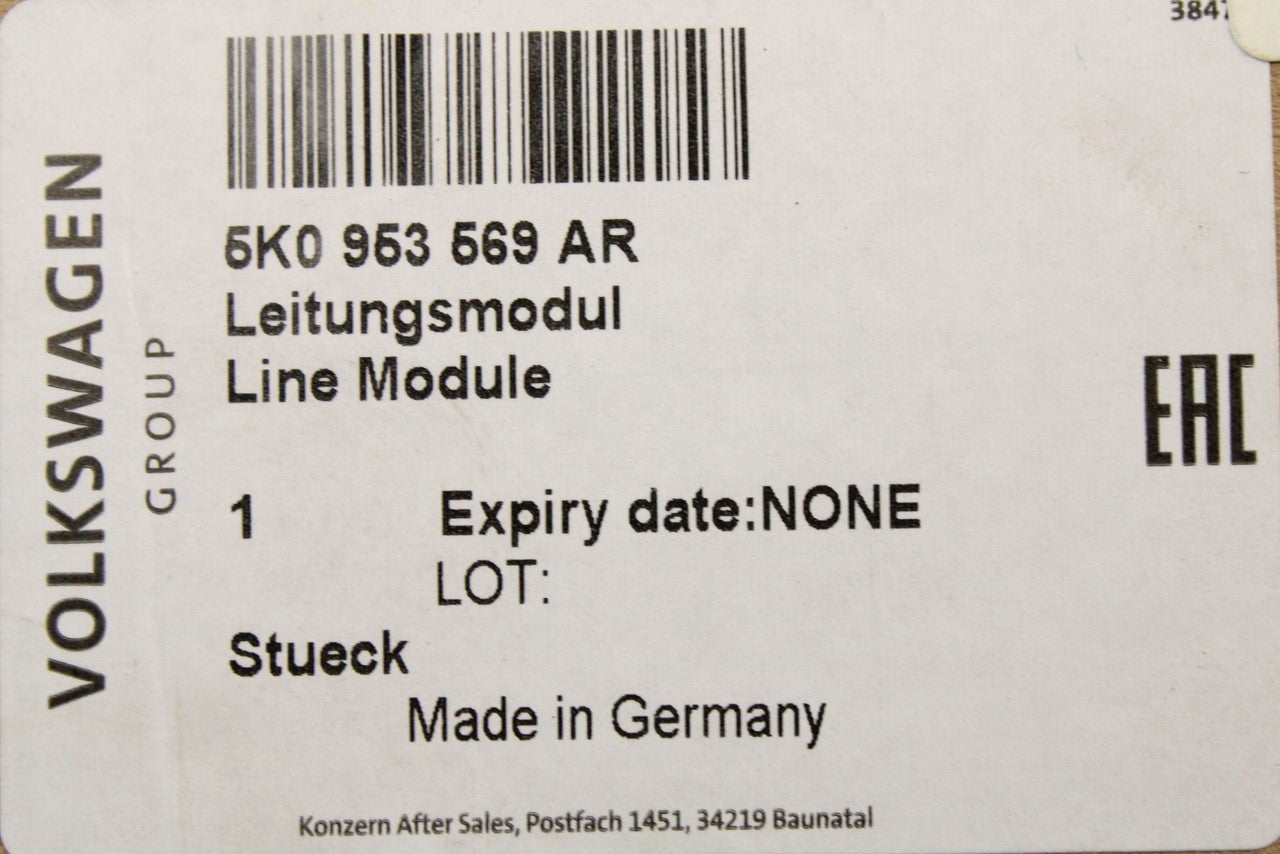 3847
5K0 953 569 AR
Leitungsmodul
Line Module
EAC
1 Expiry date:NONE
LOT:
Stueck
Made in Germany
Konzern After Sales, Postfach 1451, 34219 Baunatal
VOLKSWAGEN
GROUP